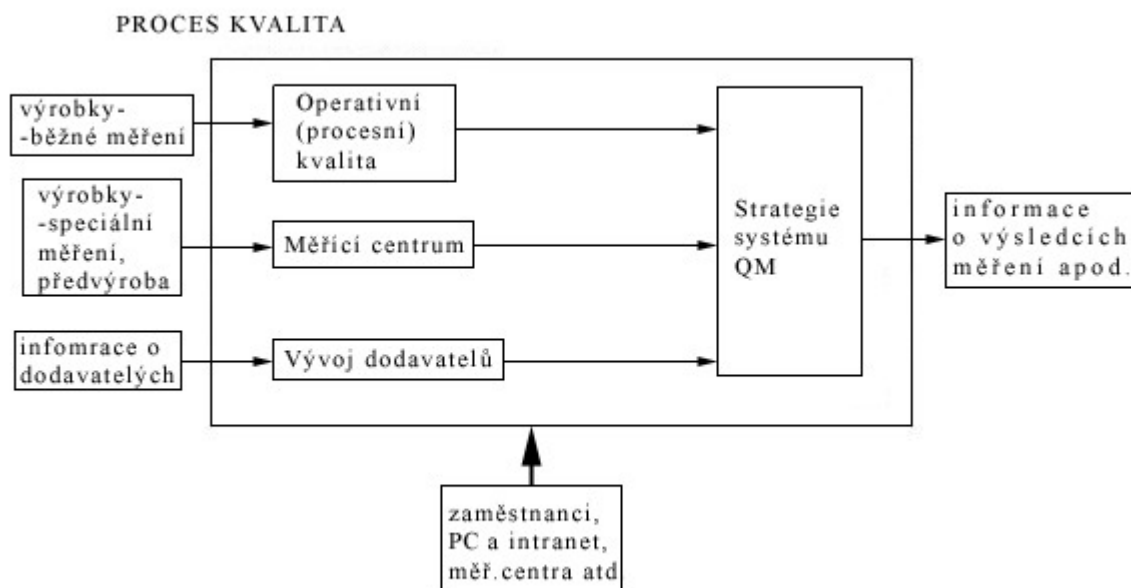 PROCES KVALITA
výrobky-
-běžné měření
Operativní
(procesní)
kvalita
výrobky-
-speciální
měření,
předvýroba
Měřící centrum
infomrace o
dodavatelých
Vývoj dodavatelů
Strategie
systému
QM
informace
o výsledcích
měření apod.
zaměstnanci,
PC a intranet,
měř.centra atd